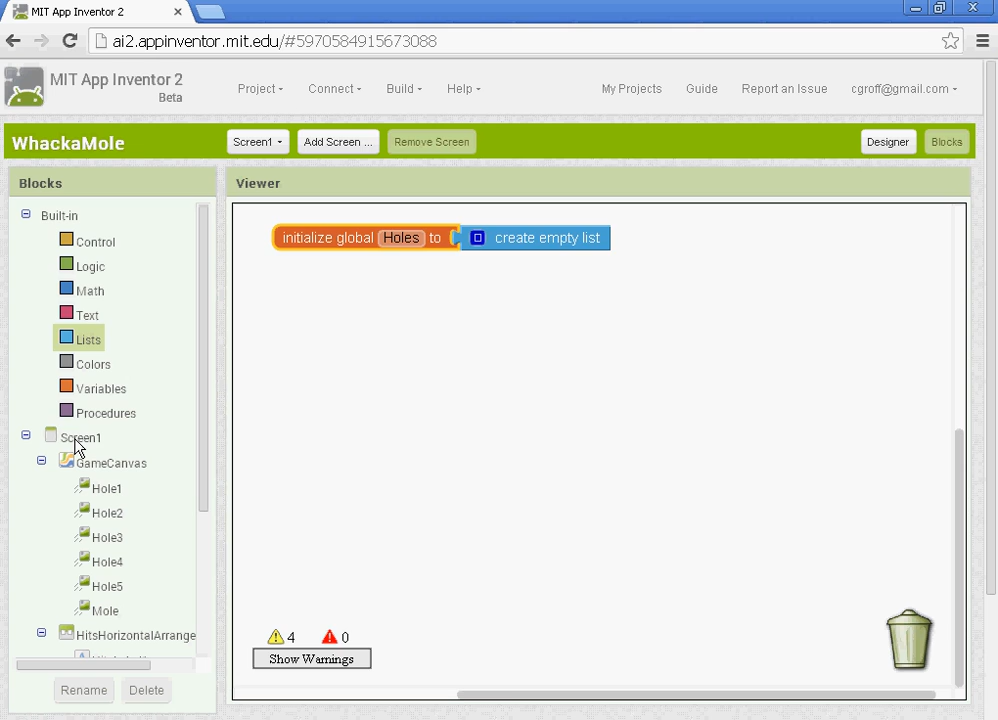 MIT App Inventor 2
ai2.appinventor.mit.edu/#5970584915673088
MIT App Inventor 2
Beta
Project
Connect
Build
Help
My Projects
Guide
Report an Issue
cgroff@gmail.com
WhackaMole
Screen1
Add Screen ...
Remove Screen
Designer
Blocks
Blocks
Viewer
Built-in
Control
Logic
Math
Text
Lists
Colors
Variables
Procedures
Screen1
GameCanvas
Hole1
Hole2
Hole3
Hole4
Hole5
Mole
HitsHorizontalArrange
Rename
Delete
initialize global Holes to create empty list
4
0
Show Warnings